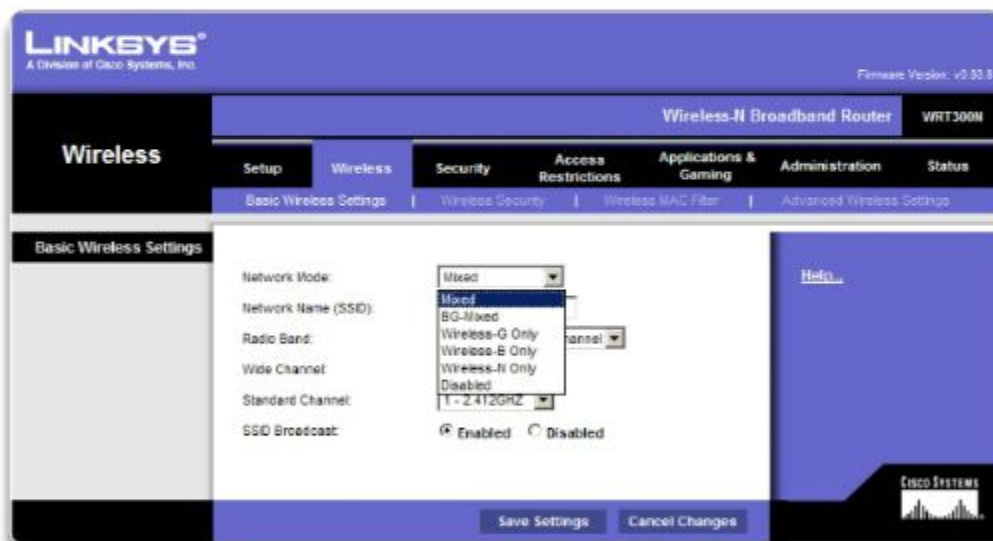 LINKSYS®
A Division of Cisco Systems, Inc.
Firmware Version: v0.93.9
Wireless-N Broadband Router WRT300N
Wireless
Setup Wireless Security Access Restrictions Applications & Gaming Administration Status
Basic Wireless Settings | Wireless Security | Wireless MAC Filter | Advanced Wireless Settings
Basic Wireless Settings
Network Mode: Mixed
Help...
Mixed
Network Name (SSID):
BG-Mixed
Wireless-G Only
Radio Band: hannel
Wireless-B Only
Wide Channel:
Wireless-N Only
Disabled
Standard Channel: 1 - 2.412GHZ
SSID Broadcast: Enabled Disabled
CISCO SYSTEMS
Save Settings Cancel Changes